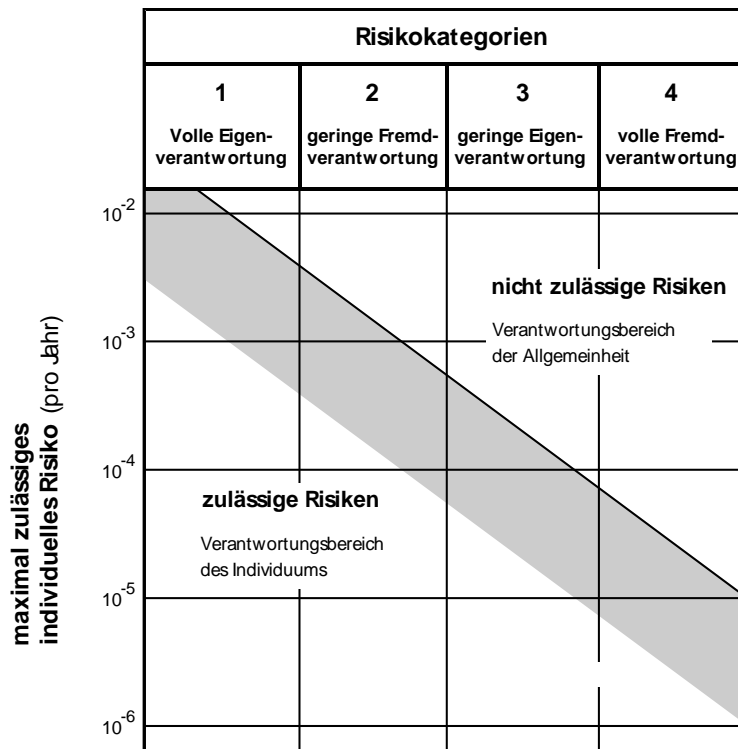 Risikokategorien
1
Volle Eigen-
verantwortung
2
geringe Fremd-
verantwortung
3
geringe Eigen-
verantwortung
4
volle Fremd-
verantwortung
maximal zulässiges
individuelles Risiko (pro Jahr)
10⁻²
10⁻³
10⁻⁴
10⁻⁵
10⁻⁶
nicht zulässige Risiken
Verantwortungsbereich
der Allgemeinheit
zulässige Risiken
Verantwortungsbereich
des Individuums